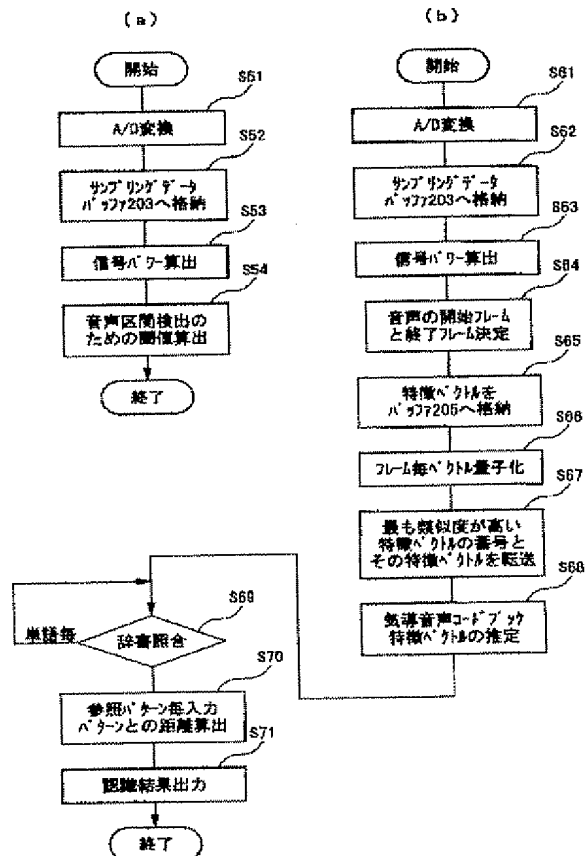 (a)
開始
S51
A/D変換
S52
サンプリングデータ
バッファ203へ格納
S53
信号パワー算出
S54
音声区間検出の
ための閾値算出
終了
(b)
開始
S61
A/D変換
S62
サンプリングデータ
バッファ203へ格納
S63
信号パワー算出
S64
音声の開始フレーム
と終了フレーム決定
S65
特徴ベクトルを
バッファ205へ格納
S66
フレーム毎ベクトル量子化
S67
最も類似度が高い
特徴ベクトルの番号と
その特徴ベクトルを転送
S68
気導音声コードブック
特徴ベクトルの推定
単語毎
S69
辞書照合
S70
参照パターン毎入力
パターンとの距離算出
S71
認識結果出力
終了